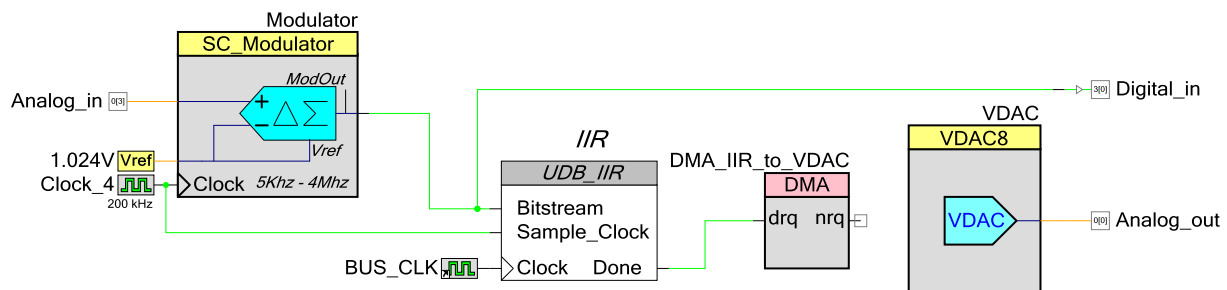 Modulator
SC_Modulator
ModOut
Analog_in
0[3]
Vref
1.024V
Vref
Clock_4
200 kHz
Clock
5Khz - 4Mhz
IIR
UDB_IIR
Bitstream
Sample_Clock
BUS_CLK
Clock
Done
DMA_IIR_to_VDAC
DMA
drq
nrq
3[0]
Digital_in
VDAC
VDAC8
VDAC
0[0]
Analog_out